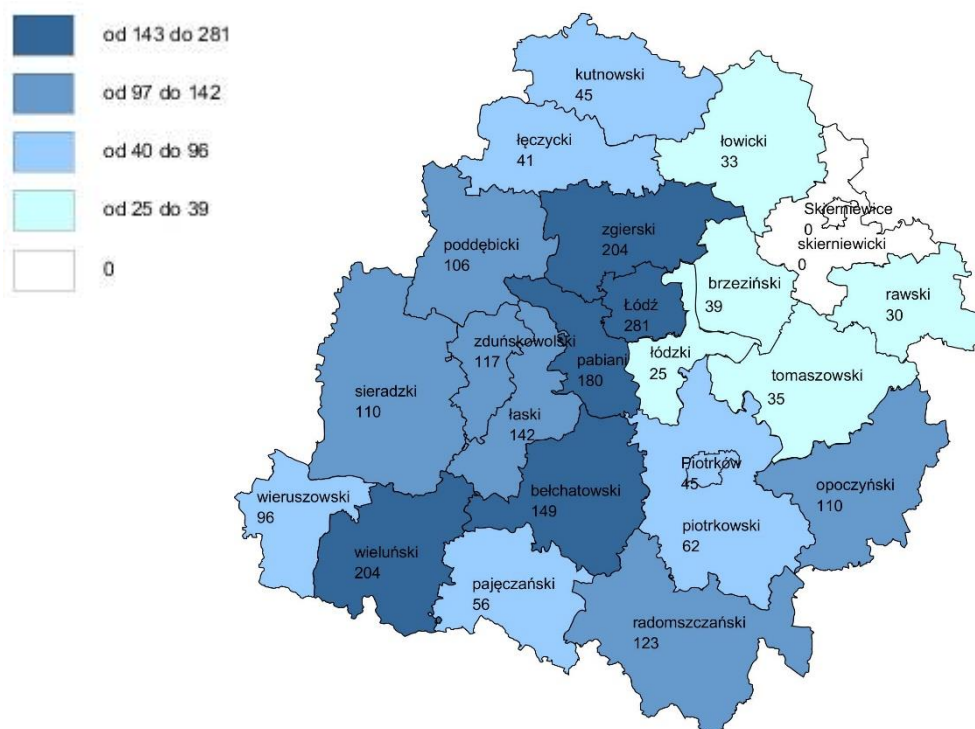 od 143 do 281
od 97 do 142
od 40 do 96
od 25 do 39
0
kutnowski
45
łęczycki
41
łowicki
33
Skierniewice
0
skierniewicki
0
poddębicki
106
zgierski
204
brzeziński
39
rawski
30
Łódź
281
zduńskowolski
117
pabiani
180
łódzki
25
tomaszowski
35
sieradzki
110
łaski
142
Piotrków
45
opoczyński
110
wieruszowski
96
bełchatowski
149
piotrkowski
62
wieluński
204
pajęczański
56
radomszczański
123